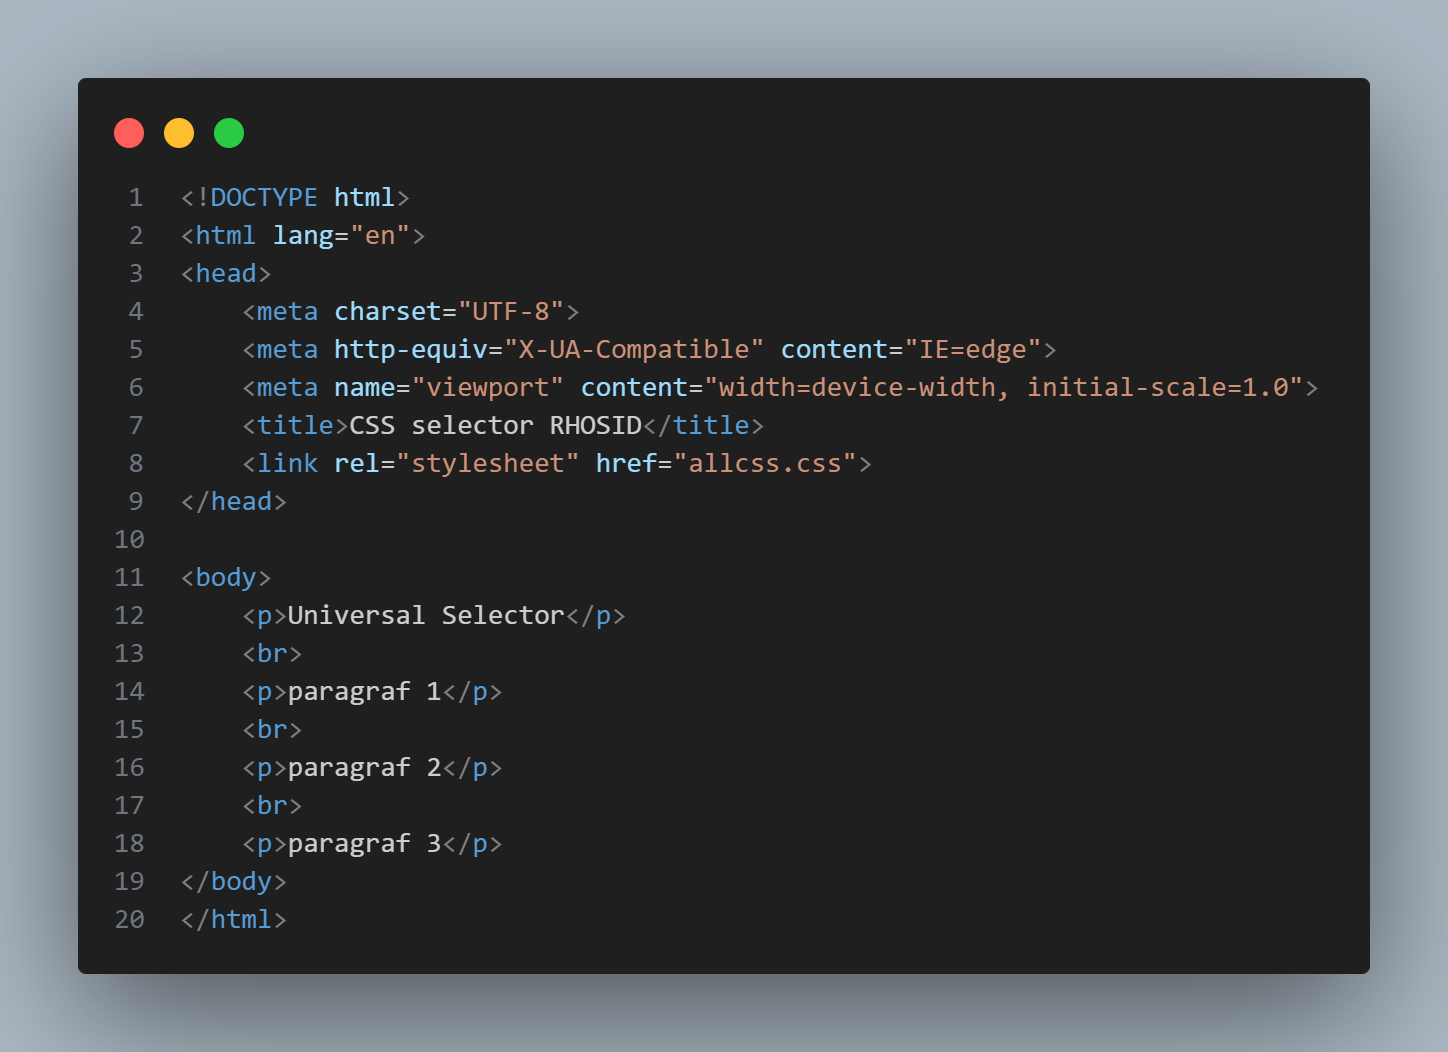 1 <!DOCTYPE html>
2 <html lang="en">
3 <head>
4     <meta charset="UTF-8">
5     <meta http-equiv="X-UA-Compatible" content="IE=edge">
6     <meta name="viewport" content="width=device-width, initial-scale=1.0">
7     <title>CSS selector RHOSID</title>
8     <link rel="stylesheet" href="allcss.css">
9 </head>
10
11 <body>
12     <p>Universal Selector</p>
13     <br>
14     <p>paragraf 1</p>
15     <br>
16     <p>paragraf 2</p>
17     <br>
18     <p>paragraf 3</p>
19 </body>
20 </html>